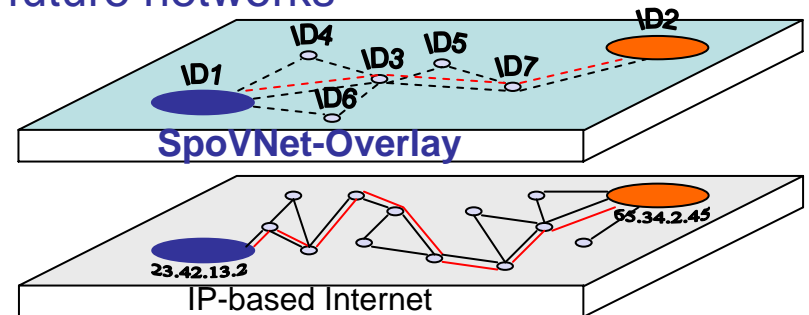 future networks
ID4
ID5
ID2
ID1
ID3
ID7
ID6
SpoVNet-Overlay
65.34.2.45
23.42.13.2
IP-based Internet